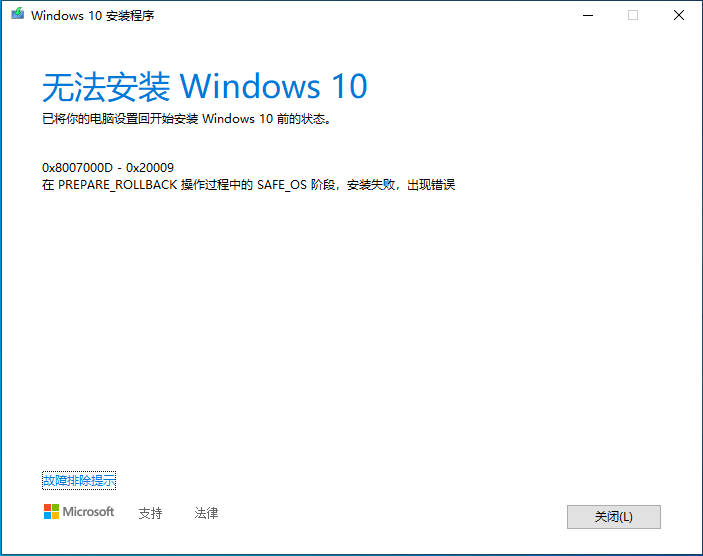 Windows 10 安装程序
无法安装 Windows 10
已将你的电脑设置回开始安装 Windows 10 前的状态。
0x8007000D - 0x20009
在 PREPARE_ROLLBACK 操作过程中的 SAFE_OS 阶段，安装失败，出现错误
故障排除提示
Microsoft 支持 法律
关闭(L)